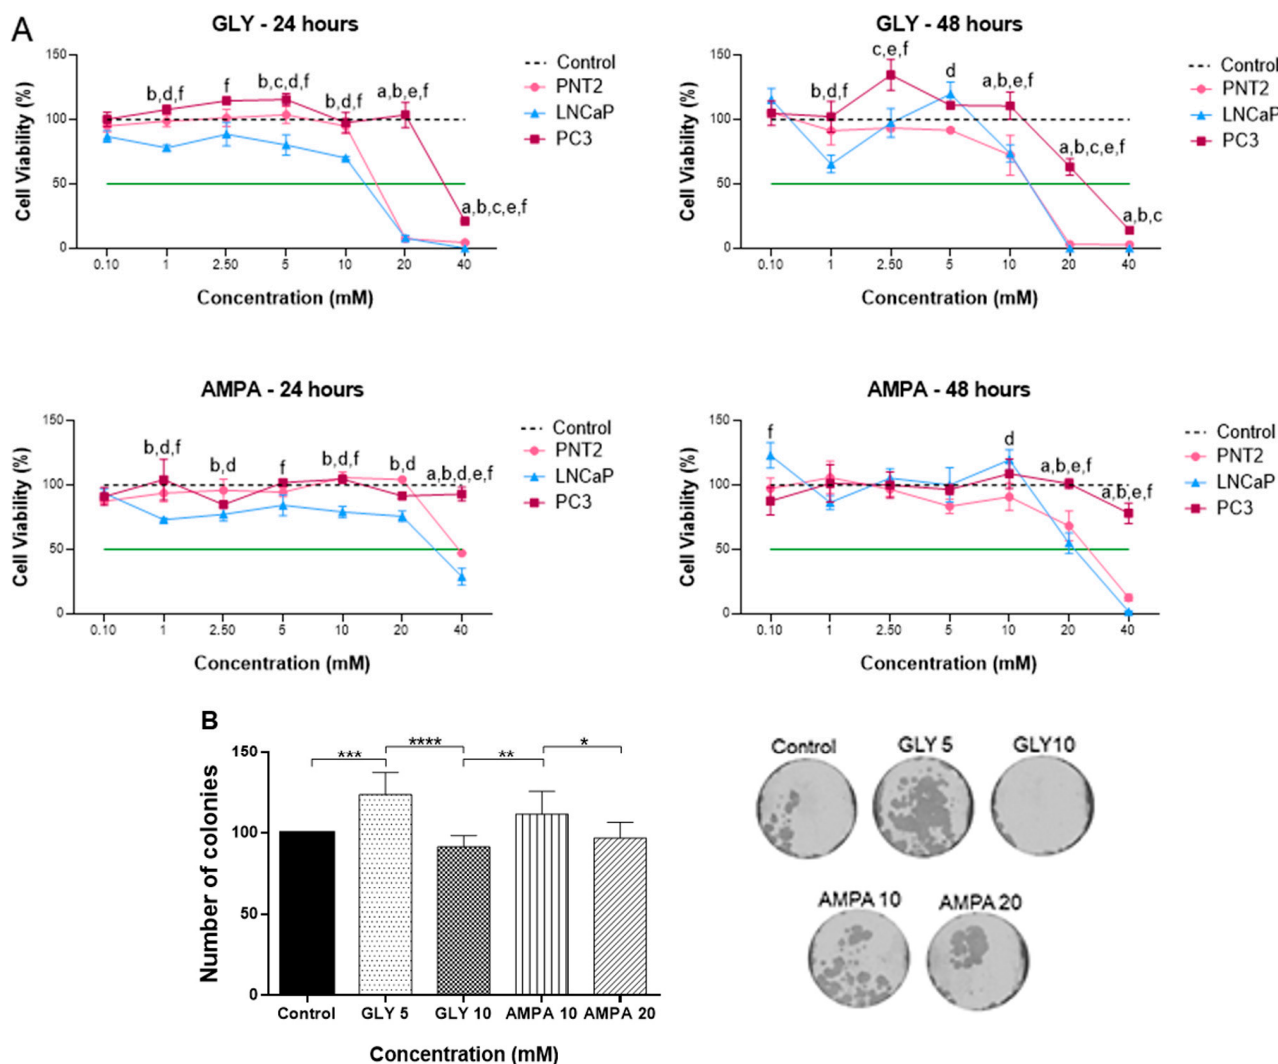 A
GLY - 24 hours
Cell Viability (%)
150
100
50
0
b,d,f
f
b,c,d,f
b,d,f
a,b,e,f
a,b,c,e,f
0.10 1 2.50 5 10 20 40
Concentration (mM)
Control
PNT2
LNCaP
PC3
GLY - 48 hours
Cell Viability (%)
150
100
50
0
b,d,f
c,e,f
d
a,b,e,f
a,b,c,e,f
a,b,c
0.10 1 2.50 5 10 20 40
Concentration (mM)
Control
PNT2
LNCaP
PC3
AMPA - 24 hours
Cell Viability (%)
150
100
50
0
b,d,f
b,d
f
b,d,f
b,d
a,b,d,e,f
0.10 1 2.50 5 10 20 40
Concentration (mM)
Control
PNT2
LNCaP
PC3
AMPA - 48 hours
Cell Viability (%)
150
100
50
0
f
d
a,b,e,f
a,b,e,f
0.10 1 2.50 5 10 20 40
Concentration (mM)
Control
PNT2
LNCaP
PC3
B
Number of colonies
150
100
50
0
*** **** ** *
Control GLY 5 GLY 10 AMPA 10 AMPA 20
Concentration (mM)
Control GLY 5 GLY10
AMPA 10 AMPA 20